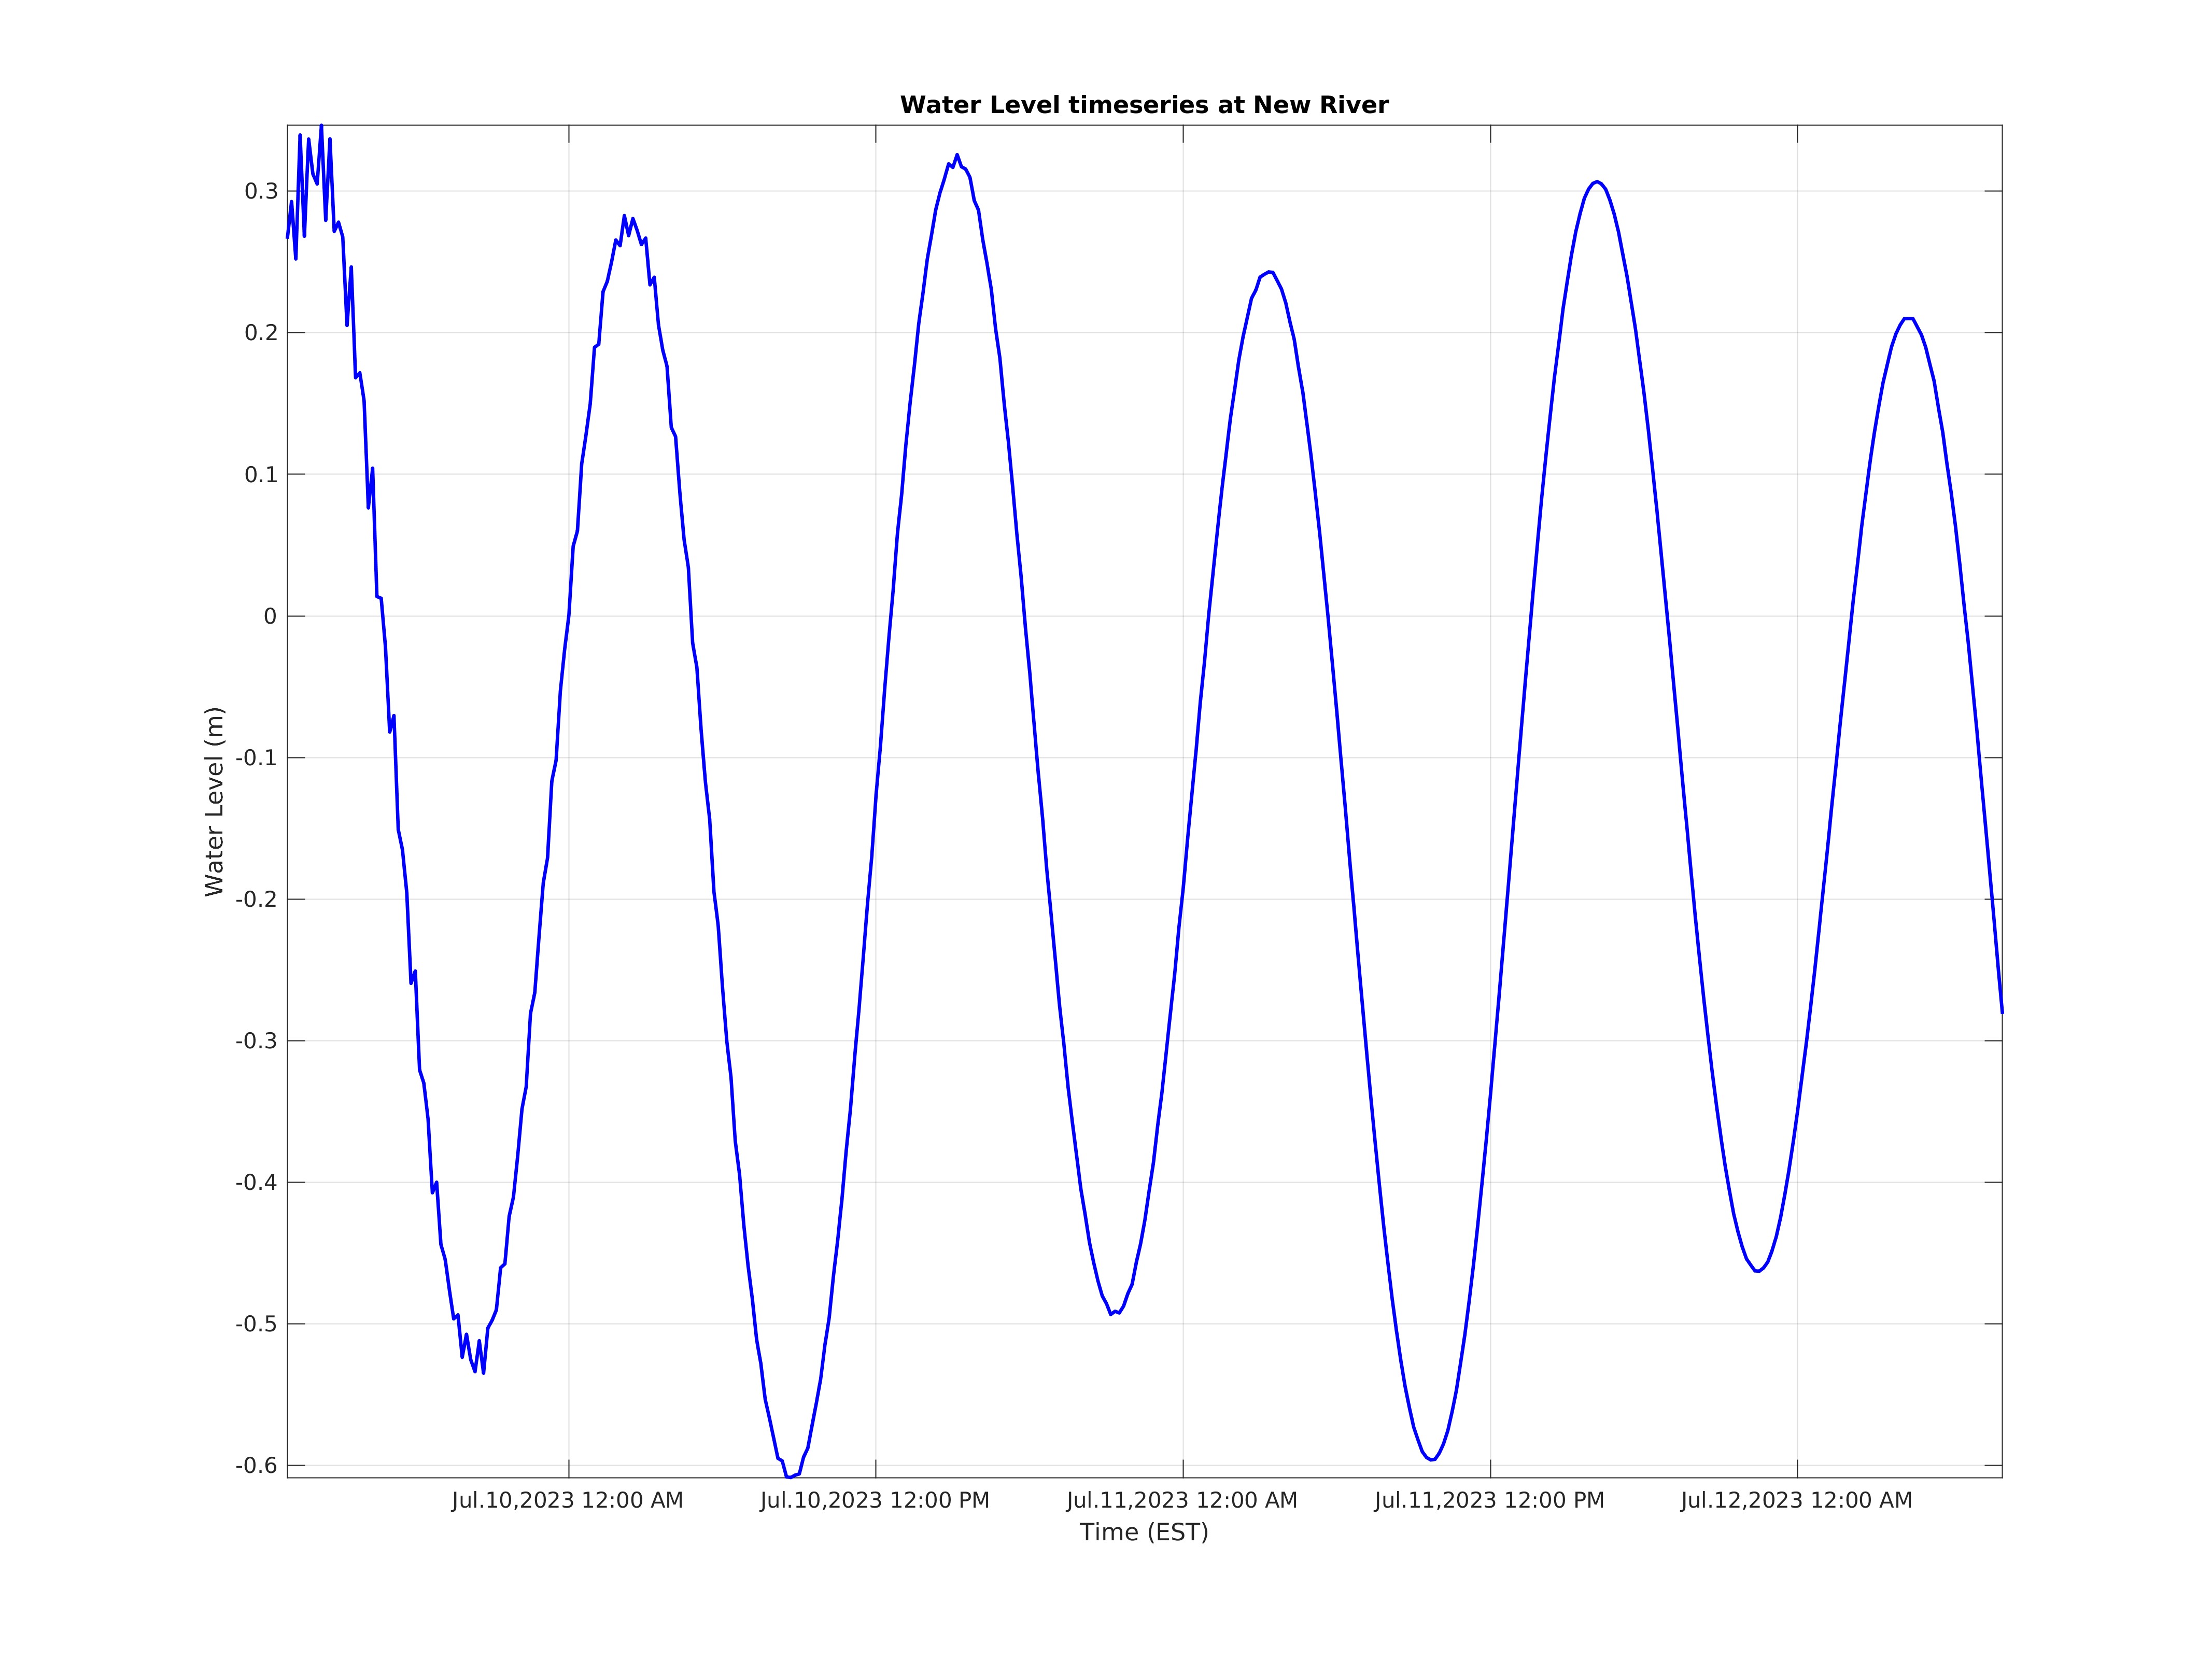 Water Level timeseries at New River
0.3
0.2
0.1
0
-0.1
-0.2
-0.3
-0.4
-0.5
-0.6
Water Level (m)
Jul.10,2023 12:00 AM
Jul.10,2023 12:00 PM
Jul.11,2023 12:00 AM
Jul.11,2023 12:00 PM
Jul.12,2023 12:00 AM
Time (EST)